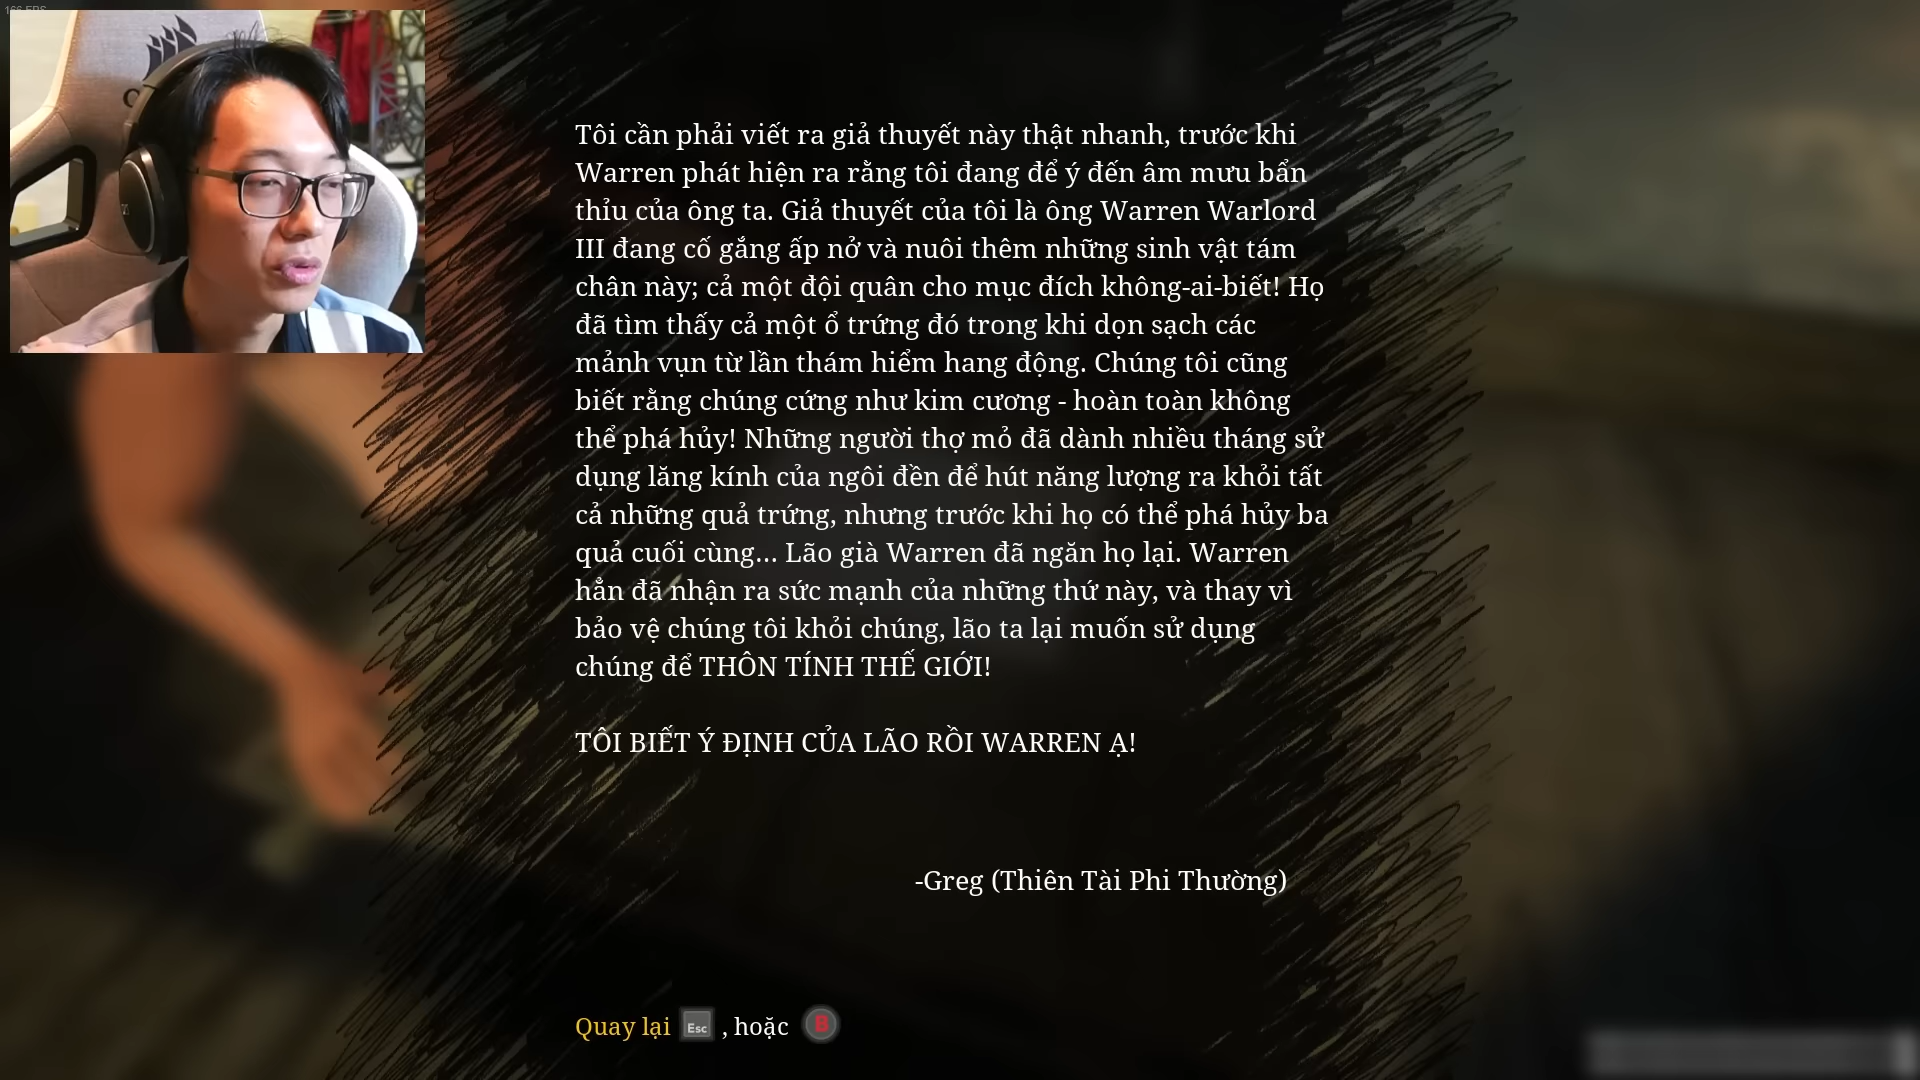 166 FPS
Tôi cần phải viết ra giả thuyết này thật nhanh, trước khi
Warren phát hiện ra rằng tôi đang để ý đến âm mưu bẩn
thỉu của ông ta. Giả thuyết của tôi là ông Warren Warlord
III đang cố gắng ấp nở và nuôi thêm những sinh vật tám
chân này; cả một đội quân cho mục đích không-ai-biết! Họ
đã tìm thấy cả một ổ trứng đó trong khi dọn sạch các
mảnh vụn từ lần thám hiểm hang động. Chúng tôi cũng
biết rằng chúng cứng như kim cương - hoàn toàn không
thể phá hủy! Những người thợ mỏ đã dành nhiều tháng sử
dụng lăng kính của ngôi đền để hút năng lượng ra khỏi tất
cả những quả trứng, nhưng trước khi họ có thể phá hủy ba
quả cuối cùng... Lão già Warren đã ngăn họ lại. Warren
hẳn đã nhận ra sức mạnh của những thứ này, và thay vì
bảo vệ chúng tôi khỏi chúng, lão ta lại muốn sử dụng
chúng để THÔN TÍNH THẾ GIỚI!
TÔI BIẾT Ý ĐỊNH CỦA LÃO RỒI WARREN Ạ!
-Greg (Thiên Tài Phi Thường)
Quay lại Esc , hoặc B